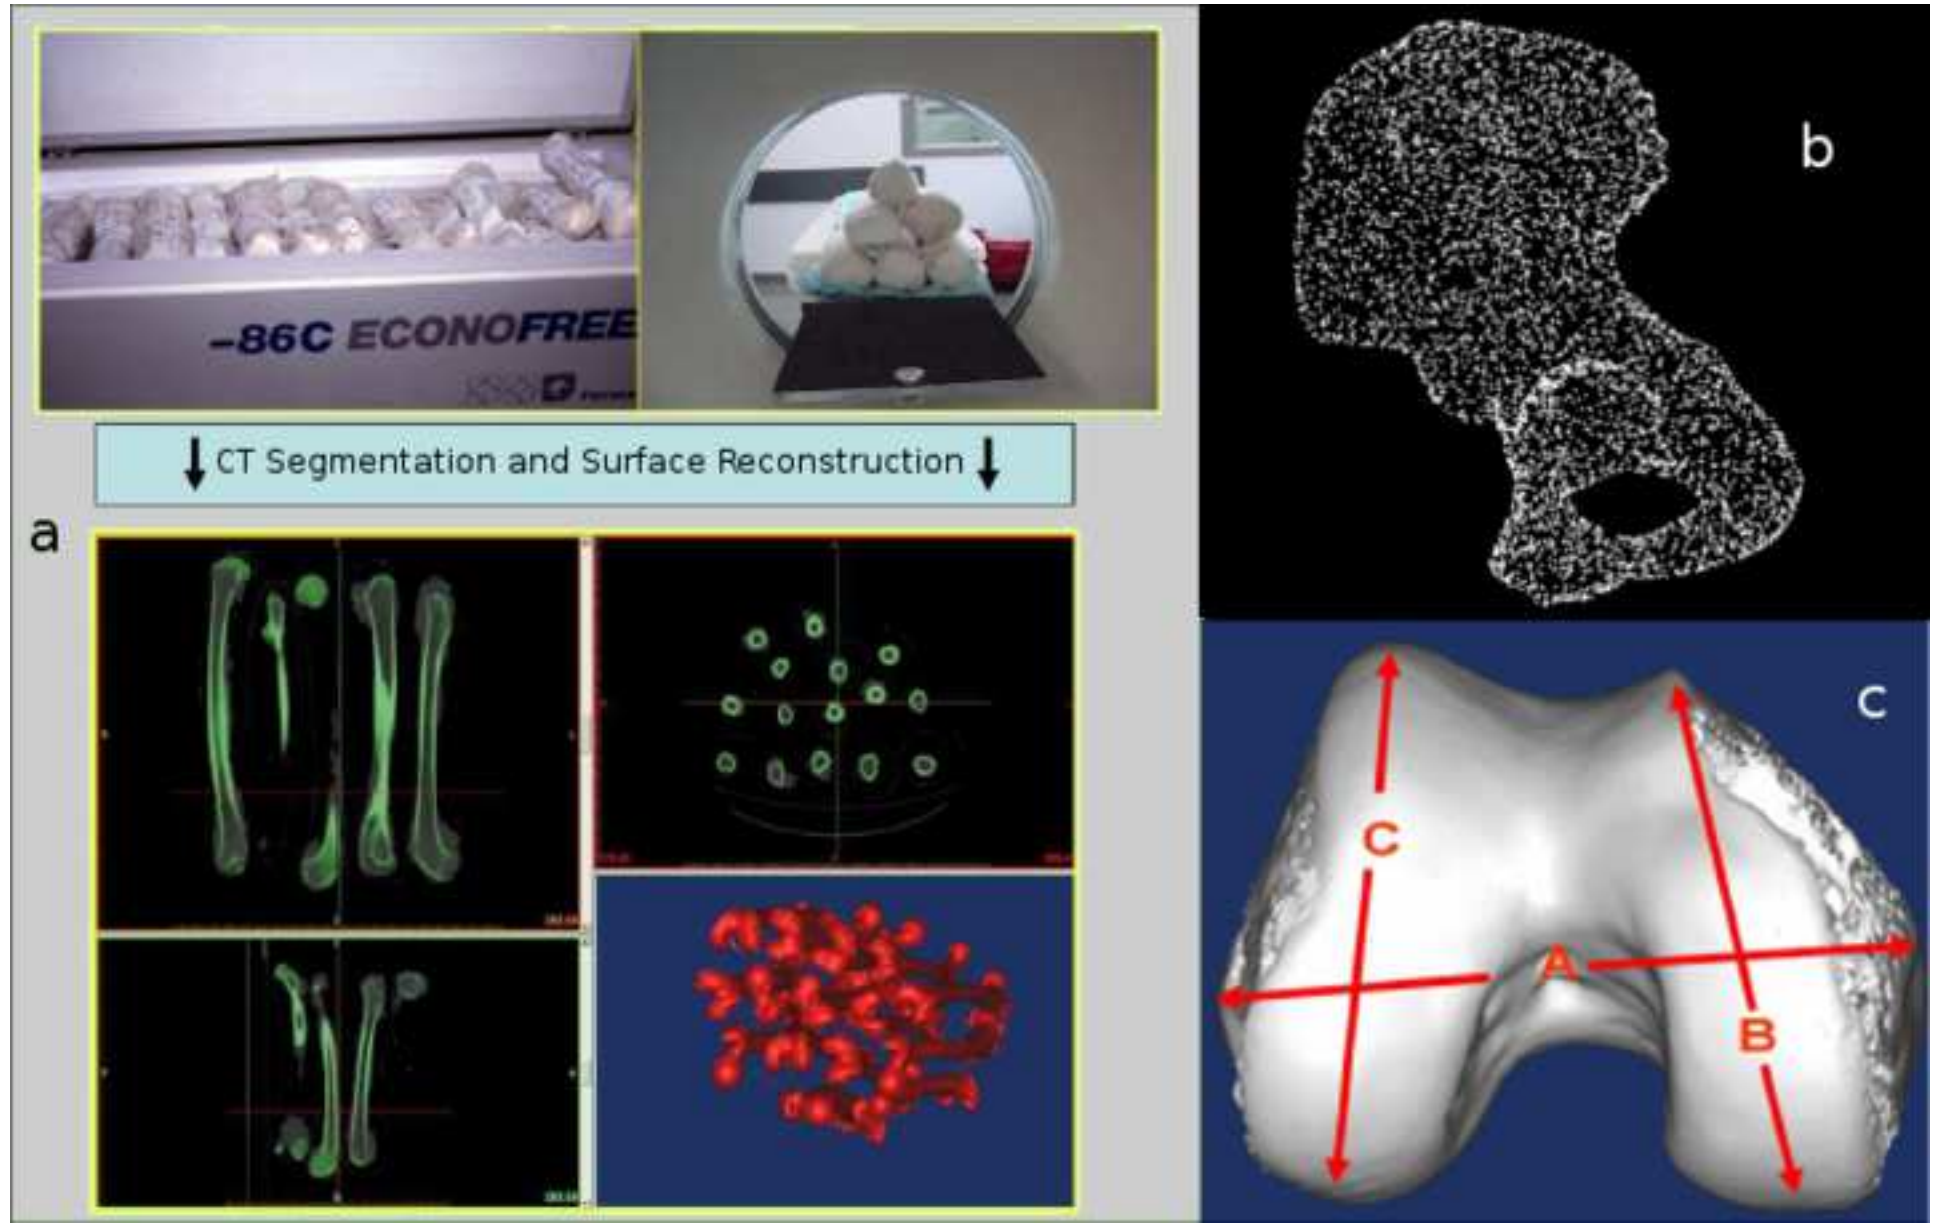 -86C ECONOFREE
CT Segmentation and Surface Reconstruction
a
b
c
C
A
B